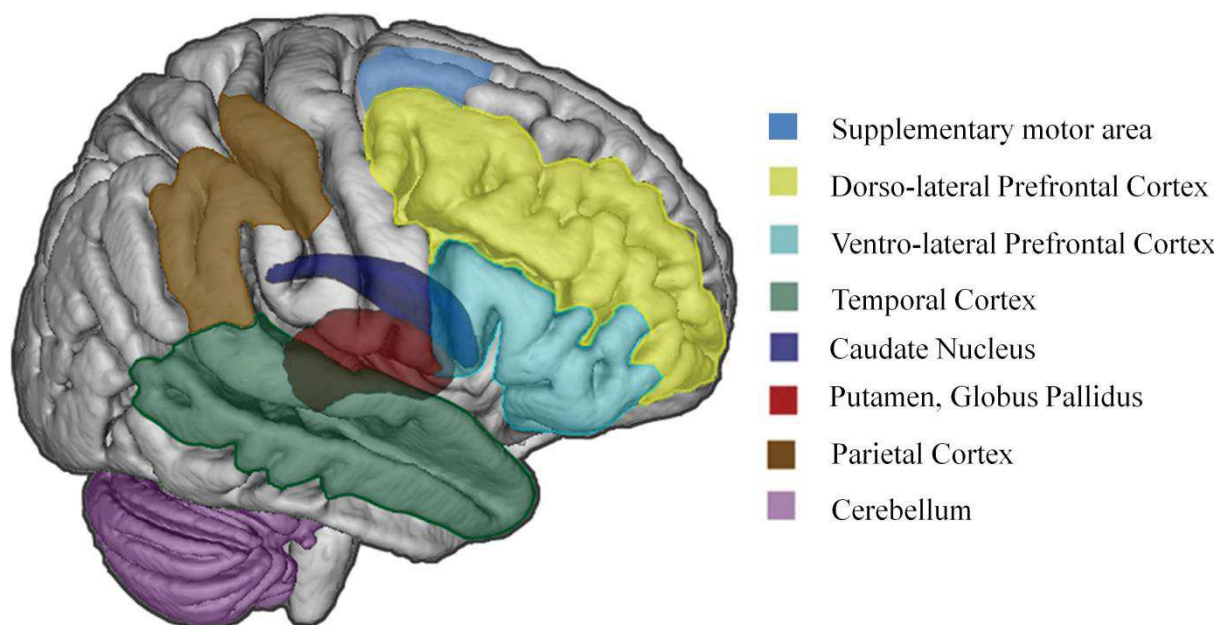 Supplementary motor area
Dorso-lateral Prefrontal Cortex
Ventro-lateral Prefrontal Cortex
Temporal Cortex
Caudate Nucleus
Putamen, Globus Pallidus
Parietal Cortex
Cerebellum